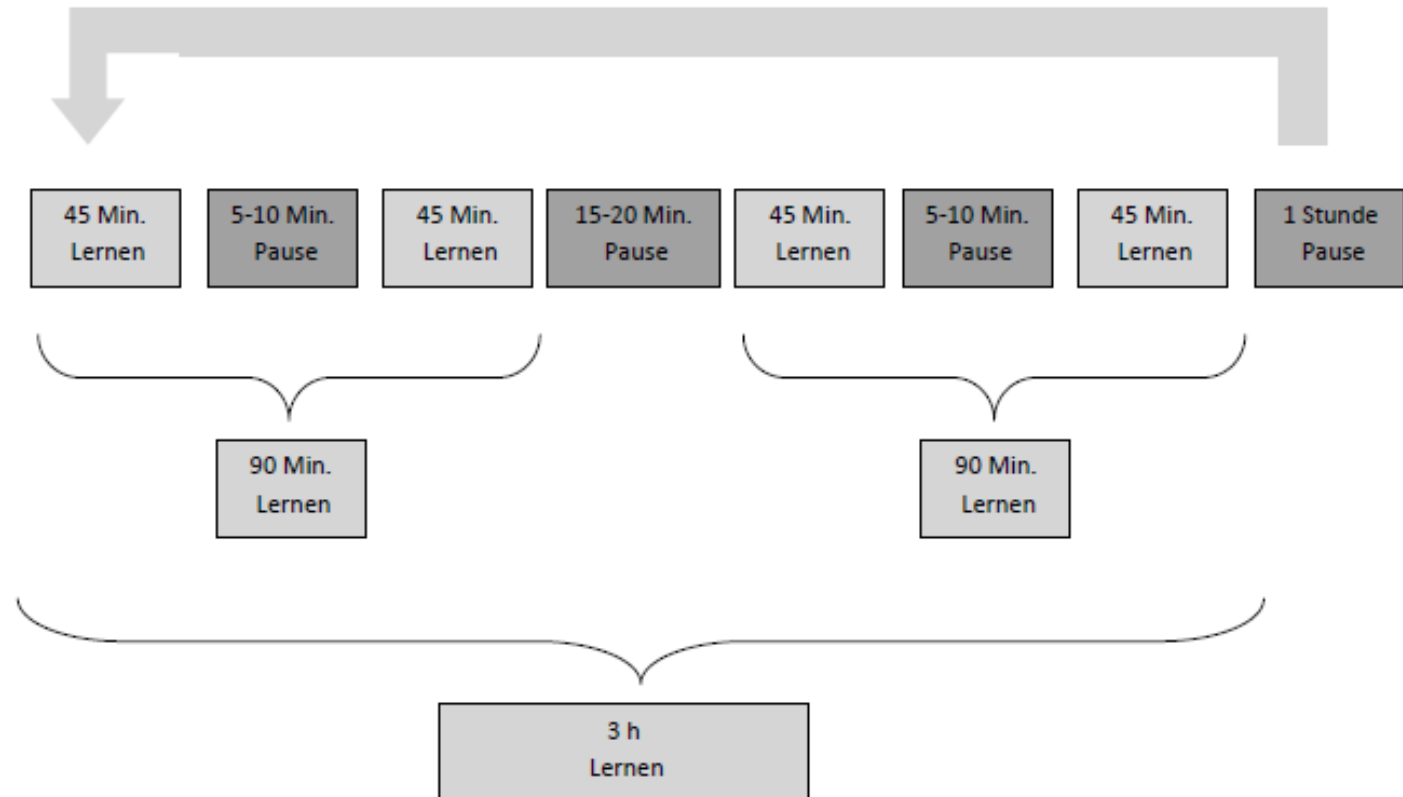 45 Min.
Lernen
5-10 Min.
Pause
45 Min.
Lernen
15-20 Min.
Pause
45 Min.
Lernen
5-10 Min.
Pause
45 Min.
Lernen
1 Stunde
Pause
90 Min.
Lernen
90 Min.
Lernen
3 h
Lernen